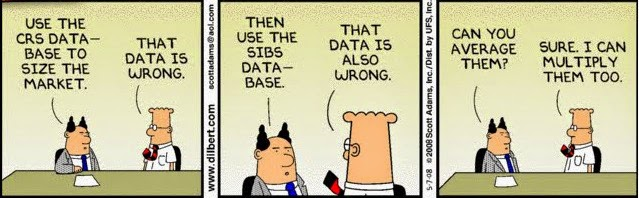 USE THE
CRS DATA-
BASE TO
SIZE THE
MARKET.
THAT
DATA IS
WRONG.
www.dilbert.com
scottadams@aol.com
THEN
USE THE
SIBS
DATA-
BASE.
THAT
DATA IS
ALSO
WRONG.
5-7-08 ©2008 Scott Adams, Inc./Dist. by UFS, Inc.
CAN YOU
AVERAGE
THEM?
SURE. I CAN
MULTIPLY
THEM TOO.